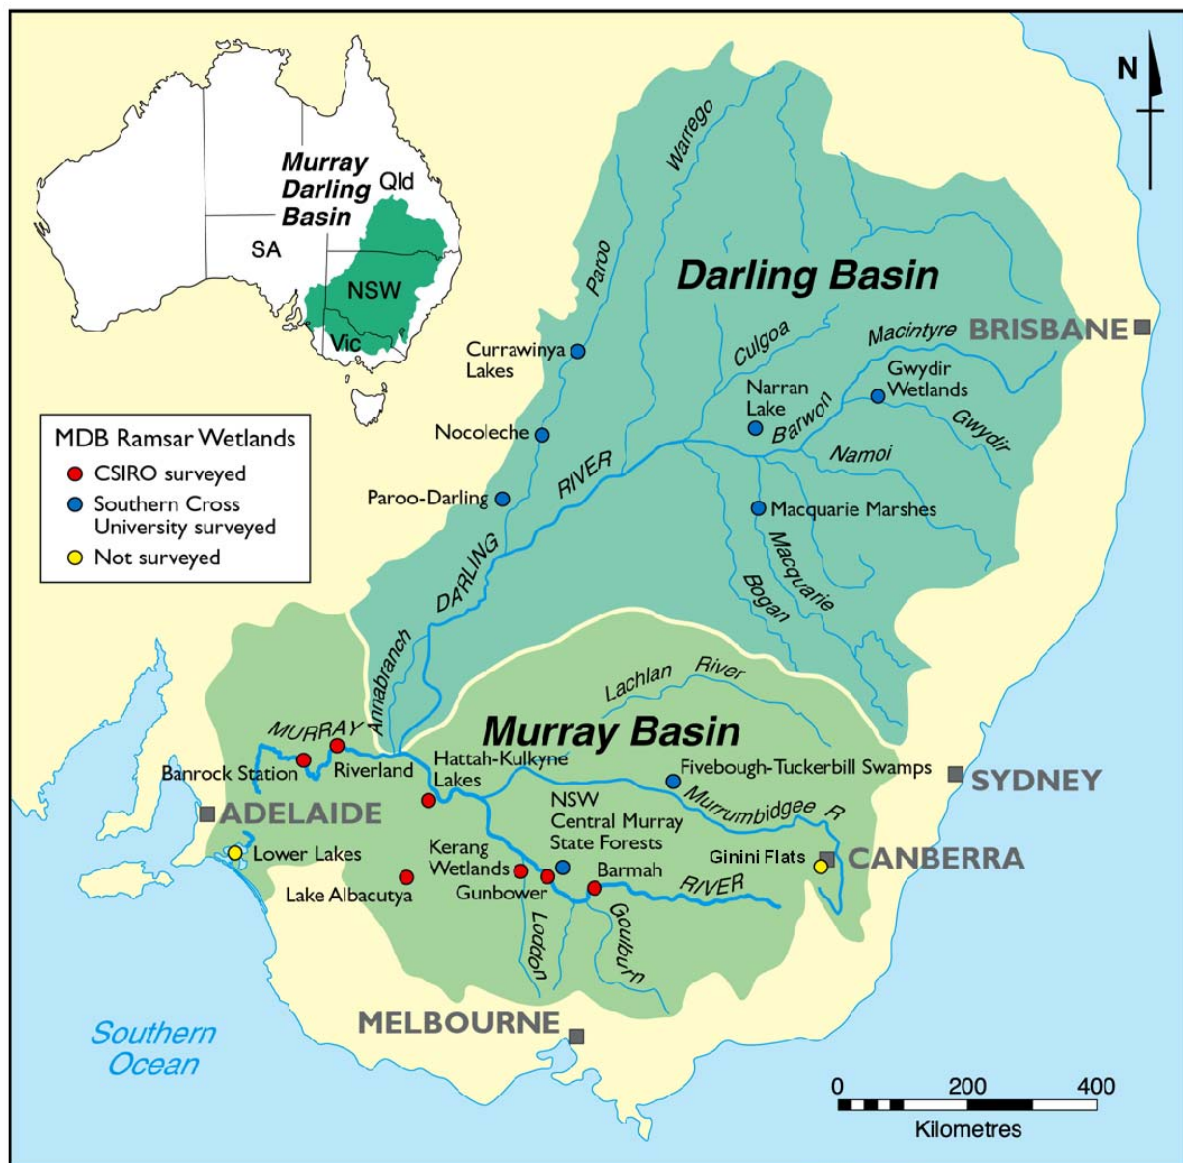 N
Murray
Darling
Basin
Qld
SA
NSW
Vic
MDB Ramsar Wetlands
CSIRO surveyed
Southern Cross
University surveyed
Not surveyed
Warrego
Paroo
Darling Basin
Culgoa
Macintyre
BRISBANE
Currawinya
Lakes
Narran
Lake
Gwydir
Wetlands
Barwon
Gwydir
Nocoleche
Namoi
RIVER
Paroo-Darling
Macquarie Marshes
DARLING
Macquarie
Bogan
Annabranch
Lachlan River
MURRAY
Murray Basin
Banrock Station
Riverland
Hattah-Kulkyne
Lakes
Fivebough-Tuckerbill Swamps
SYDNEY
ADELAIDE
NSW
Central Murray
State Forests
Murrumbidgee R
Lower Lakes
Kerang
Wetlands
Ginini Flats
CANBERRA
Lake Albacutya
Gunbower
Barmah
RIVER
Loddon
Goulburn
MELBOURNE
Southern
Ocean
0 200 400
Kilometres